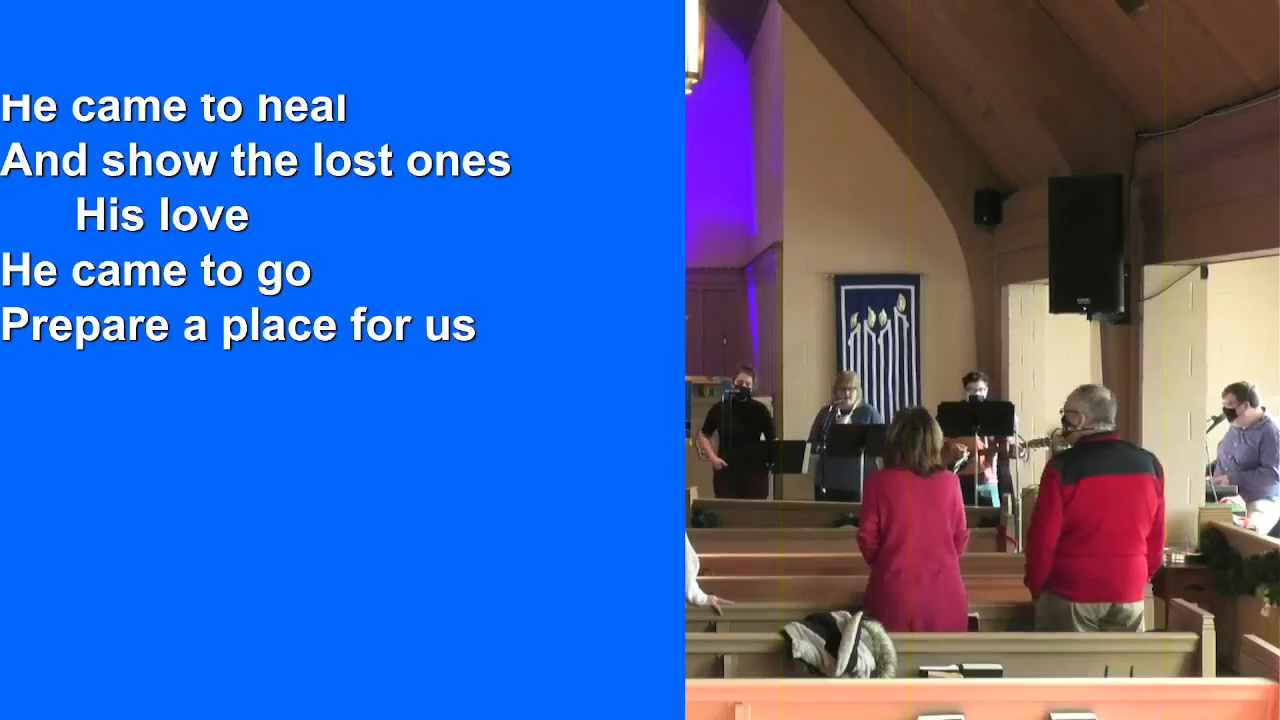 He came to heal
And show the lost ones
His love
He came to go
Prepare a place for us